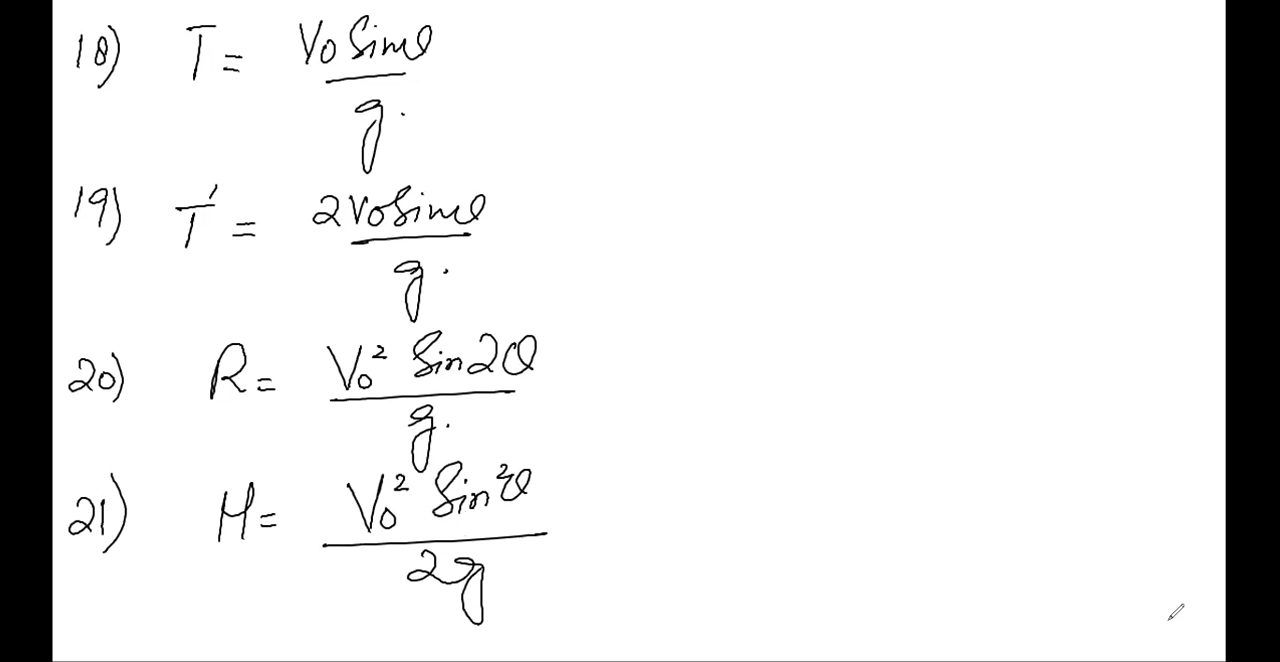 18) T = V₀ Sinθ / g.
19) T' = 2V₀Sinθ / g.
20) R = V₀² Sin2θ / g.
21) H = V₀² Sin²θ / 2g